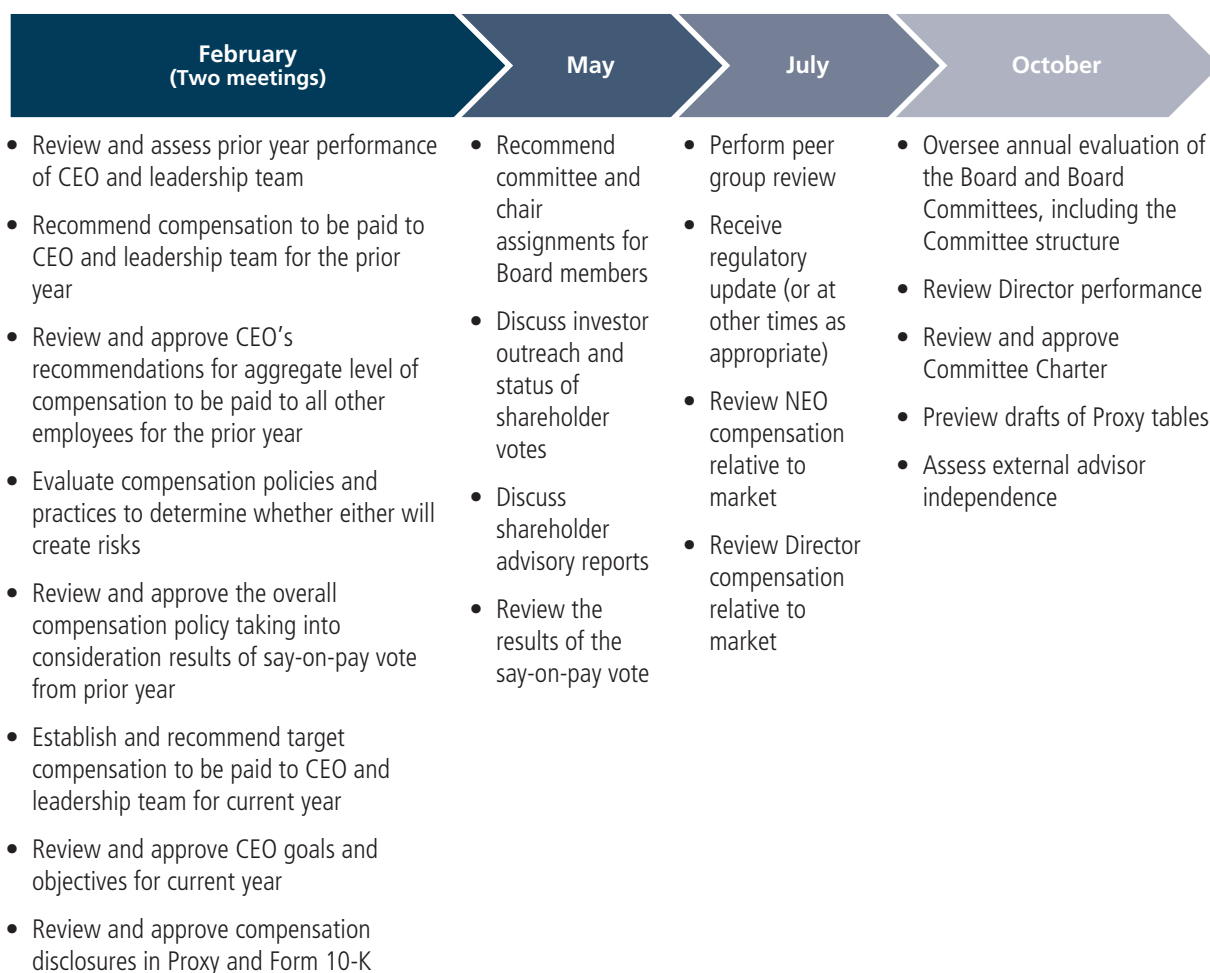 February
(Two meetings)
May
July
October
• Review and assess prior year performance
of CEO and leadership team
• Recommend compensation to be paid to
CEO and leadership team for the prior
year
• Review and approve CEO's
recommendations for aggregate level of
compensation to be paid to all other
employees for the prior year
• Evaluate compensation policies and
practices to determine whether either will
create risks
• Review and approve the overall
compensation policy taking into
consideration results of say-on-pay vote
from prior year
• Establish and recommend target
compensation to be paid to CEO and
leadership team for current year
• Review and approve CEO goals and
objectives for current year
• Review and approve compensation
disclosures in Proxy and Form 10-K
• Recommend
committee and
chair
assignments for
Board members
• Discuss investor
outreach and
status of
shareholder
votes
• Discuss
shareholder
advisory reports
• Review the
results of the
say-on-pay vote
• Perform peer
group review
• Receive
regulatory
update (or at
other times as
appropriate)
• Review NEO
compensation
relative to
market
• Review Director
compensation
relative to
market
• Oversee annual evaluation of
the Board and Board
Committees, including the
Committee structure
• Review Director performance
• Review and approve
Committee Charter
• Preview drafts of Proxy tables
• Assess external advisor
independence